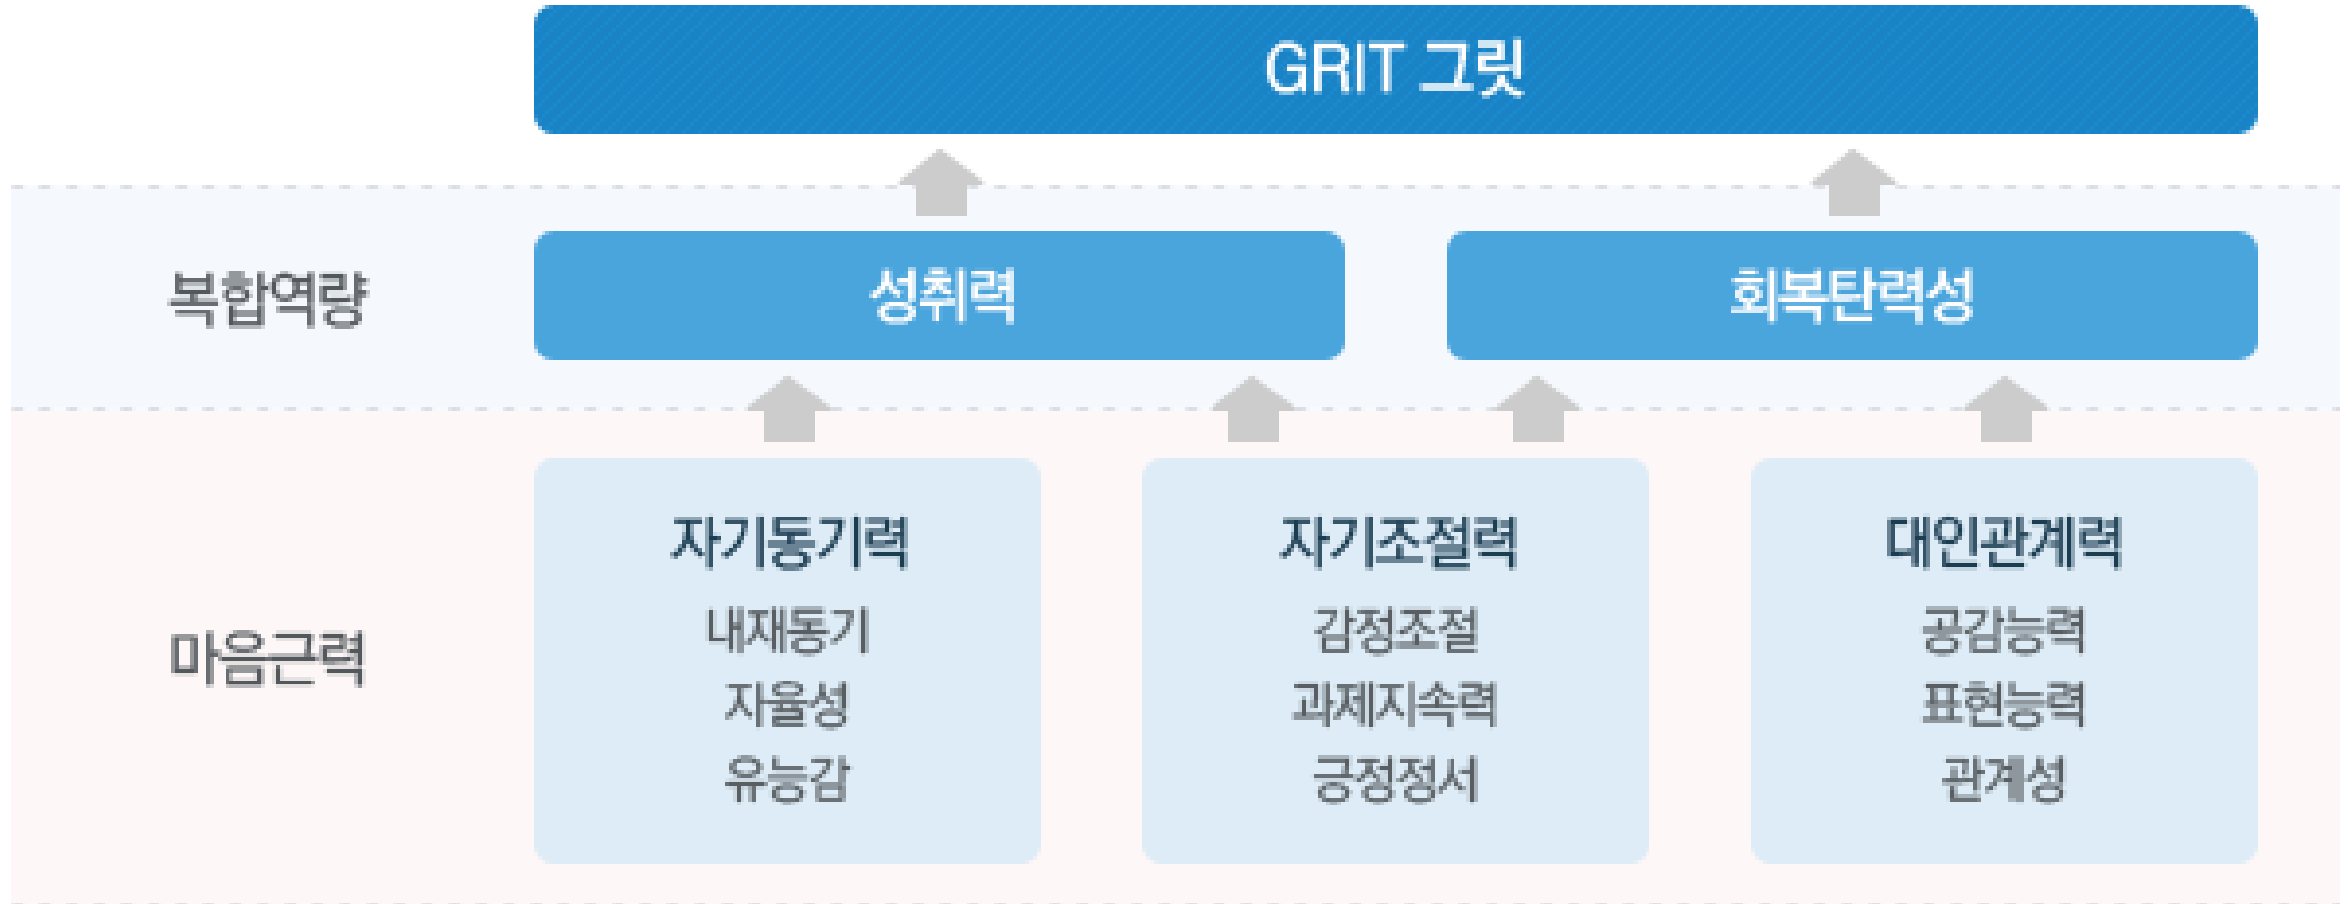 GRIT 그릿
복합역량
성취력
회복탄력성
마음근력
자기동기력
내재동기
자율성
유능감
자기조절력
감정조절
과제지속력
긍정정서
대인관계력
공감능력
표현능력
관계성